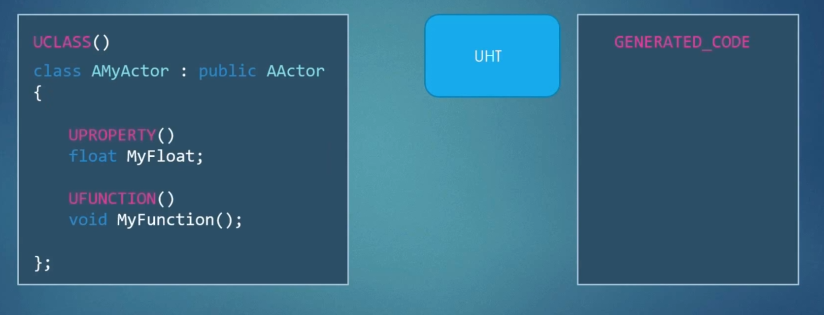 UCLASS()
class AMyActor : public AActor
{
UPROPERTY()
float MyFloat;
UFUNCTION()
void MyFunction();
};
UHT
GENERATED_CODE